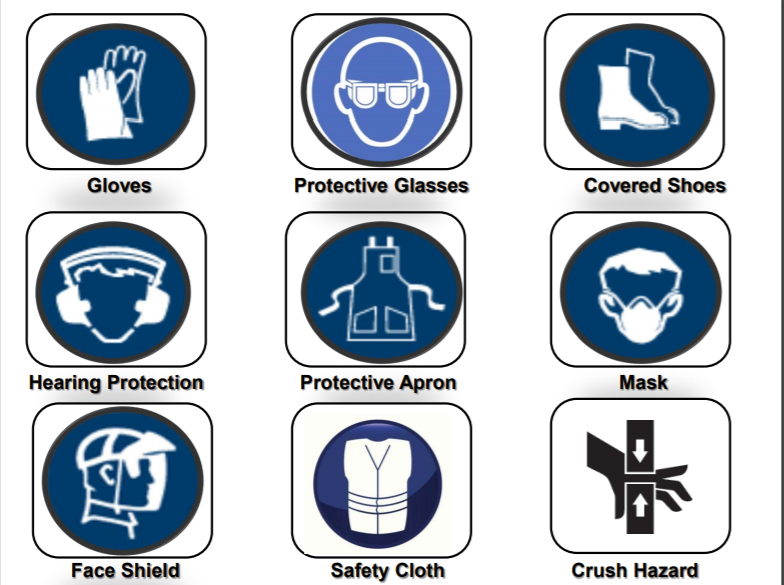 Gloves
Protective Glasses
Covered Shoes
Hearing Protection
Protective Apron
Mask
Face Shield
Safety Cloth
Crush Hazard